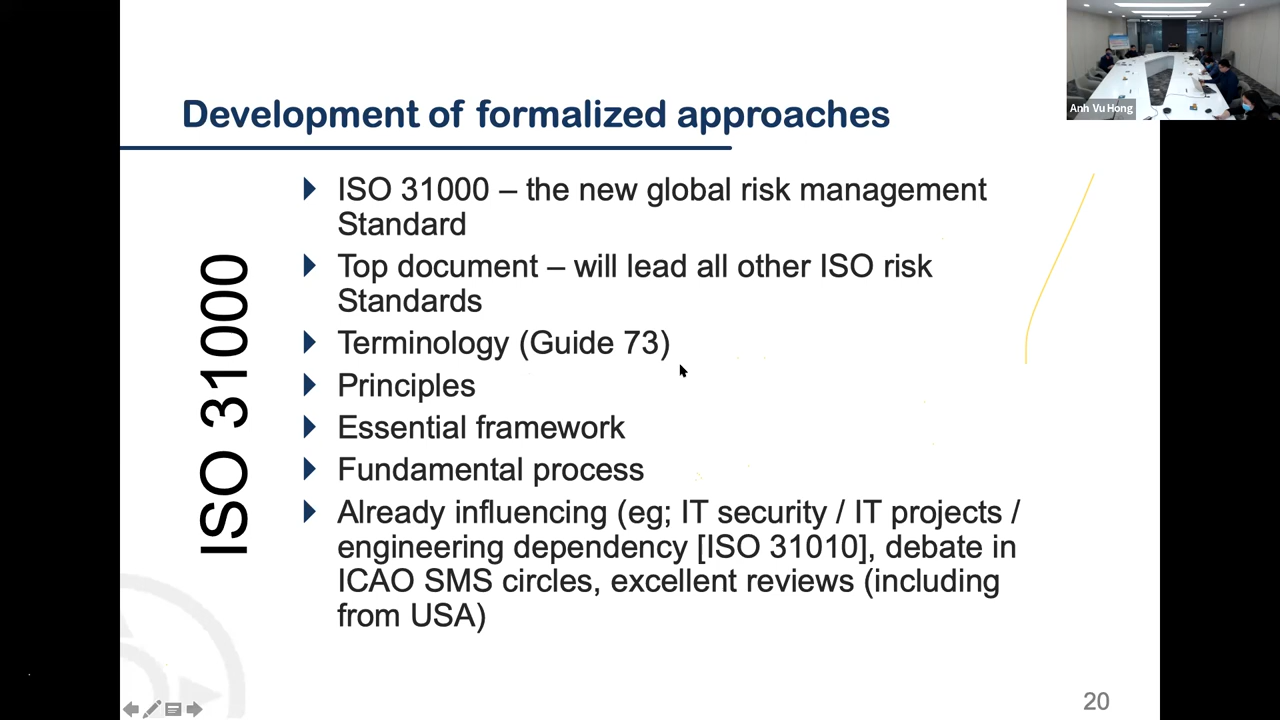 Anh Vu Hong
Development of formalized approaches
ISO 31000
ISO 31000 – the new global risk management
Standard
Top document – will lead all other ISO risk
Standards
Terminology (Guide 73)
Principles
Essential framework
Fundamental process
Already influencing (eg; IT security / IT projects /
engineering dependency [ISO 31010], debate in
ICAO SMS circles, excellent reviews (including
from USA)
20